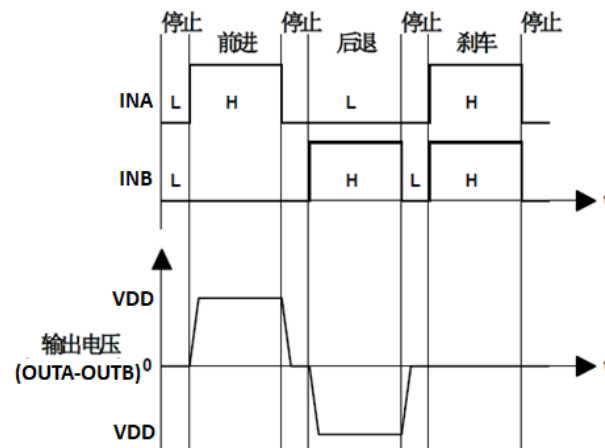 停止 前进 停止 后退 停止 刹车 停止
INA L H L H
INB L H L H t
VDD
输出电压
(OUTA-OUTB) 0 t
VDD